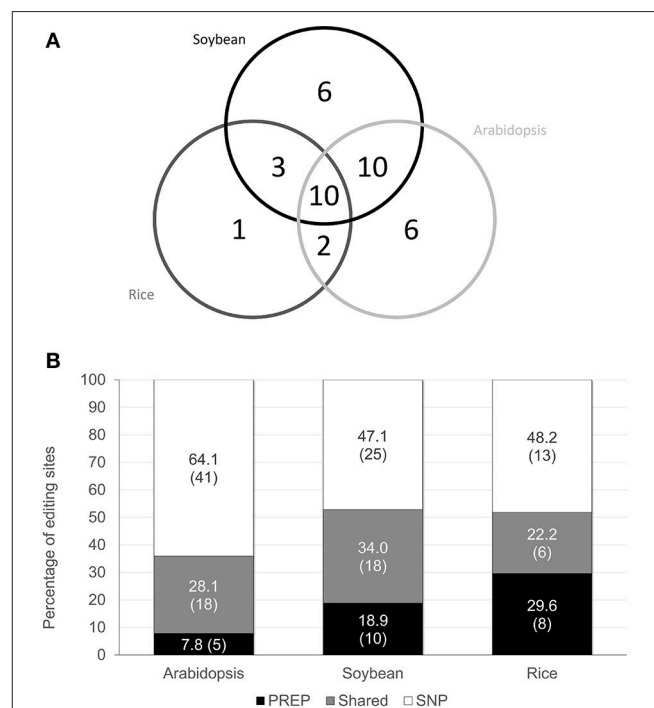 A
Soybean
6
Arabidopsis
3
10
10
1
2
6
Rice
B
Percentage of editing sites
100
90
80
70
60
50
40
30
20
10
0
64.1
(41)
28.1
(18)
7.8 (5)
47.1
(25)
34.0
(18)
18.9
(10)
48.2
(13)
22.2
(6)
29.6
(8)
Arabidopsis
Soybean
Rice
PREP
Shared
SNP